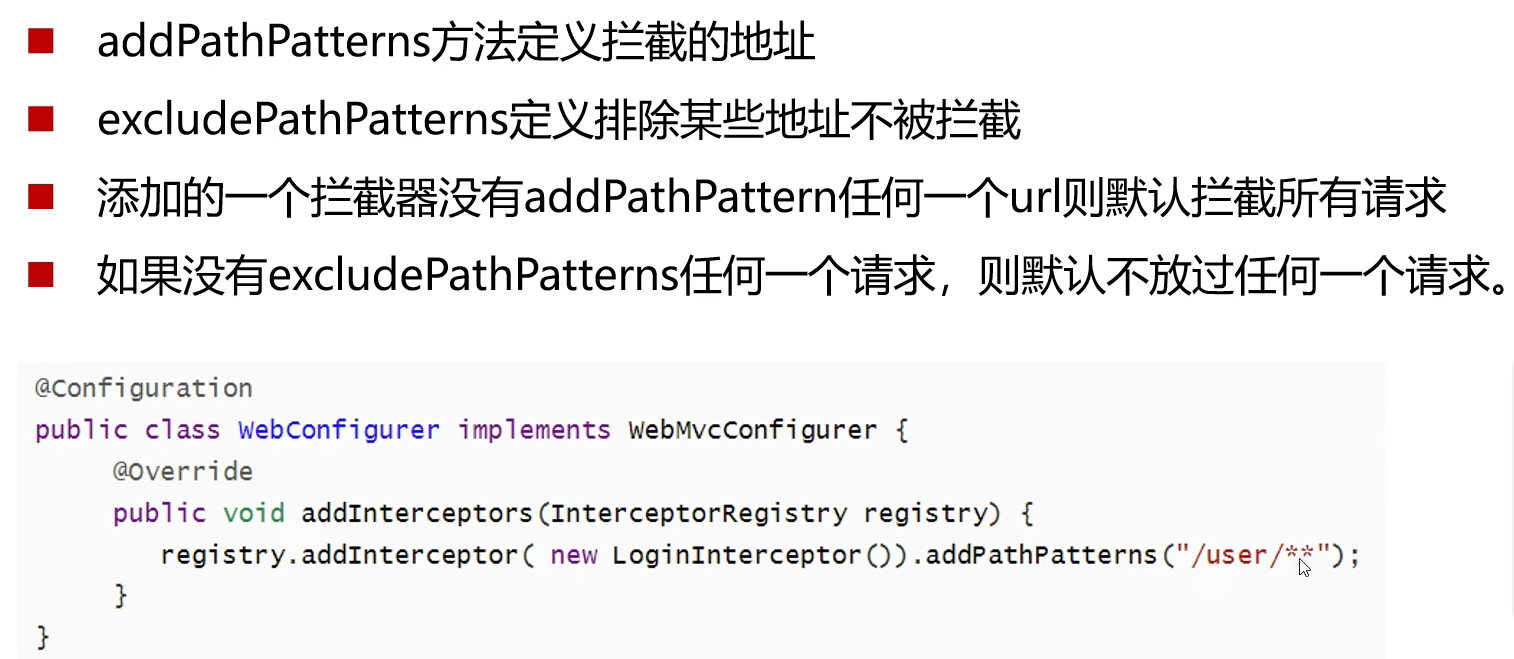 addPathPatterns方法定义拦截的地址
excludePathPatterns定义排除某些地址不被拦截
添加的一个拦截器没有addPathPattern任何一个url则默认拦截所有请求
如果没有excludePathPatterns任何一个请求，则默认不放过任何一个请求。
@Configuration
public class WebConfigurer implements WebMvcConfigurer {
@Override
public void addInterceptors(InterceptorRegistry registry) {
registry.addInterceptor( new LoginInterceptor()).addPathPatterns("/user/**");
}
}